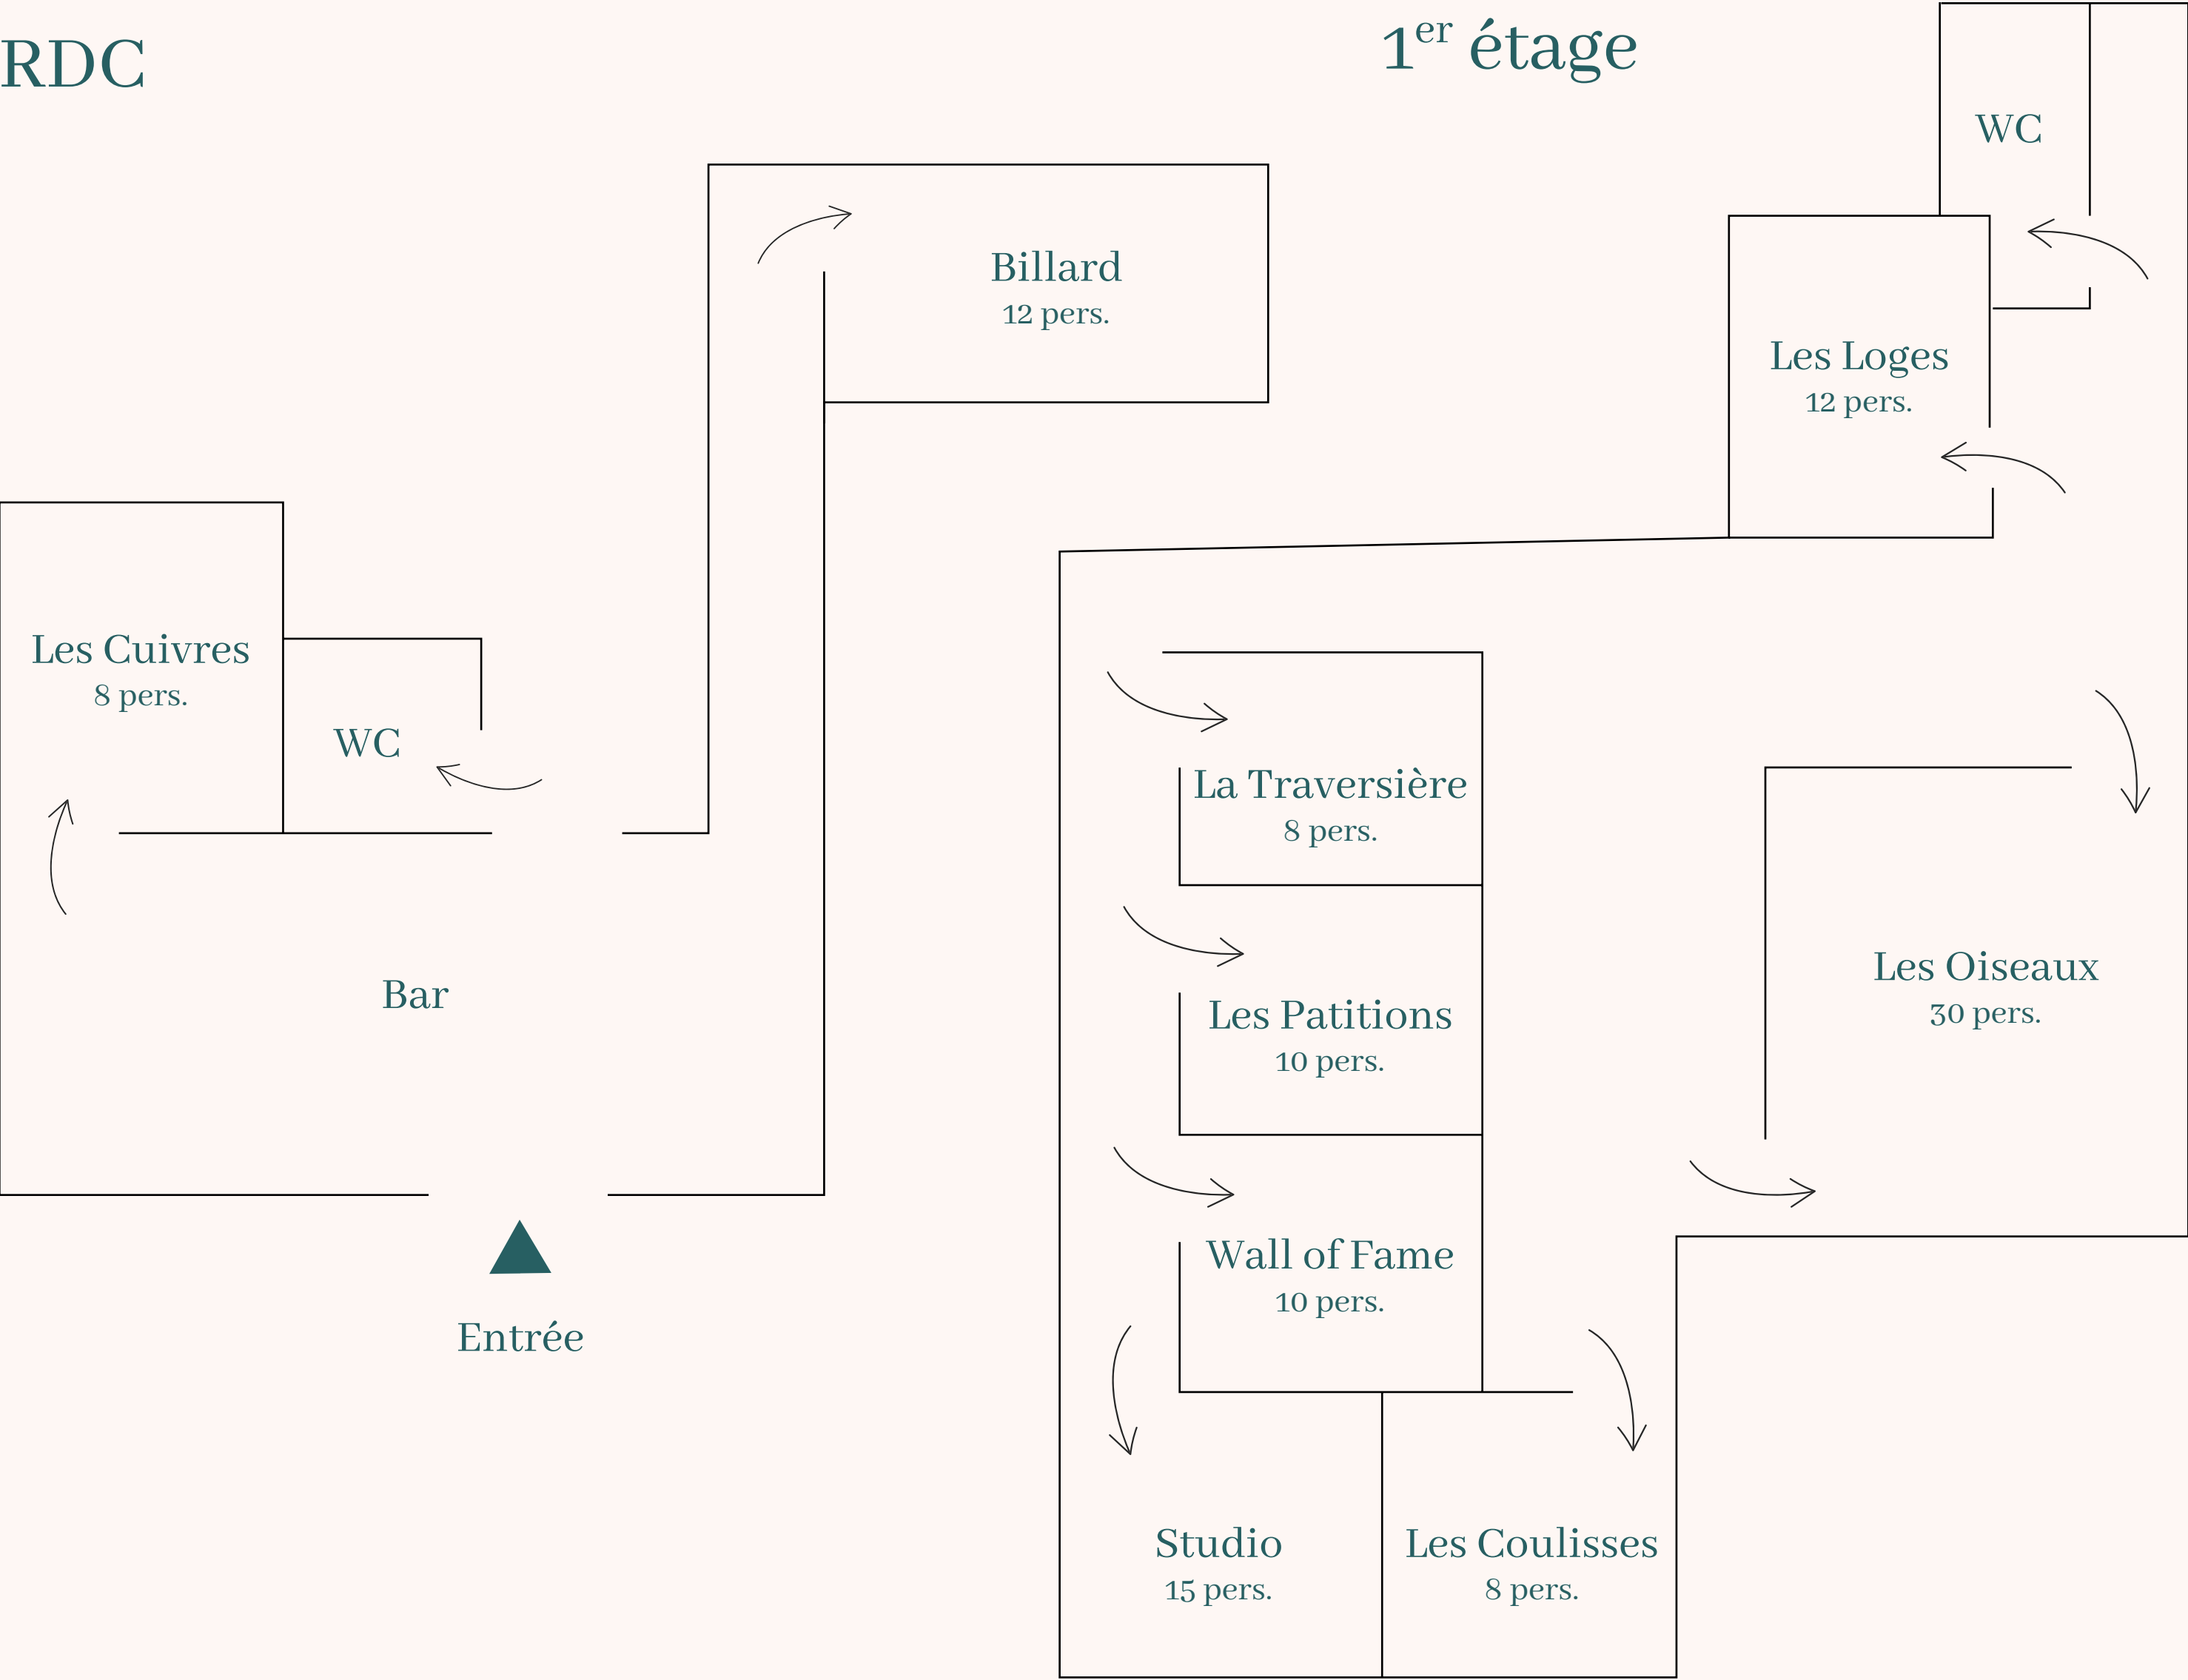 RDC
Billard
12 pers.
Les Cuivres
8 pers.
WC
Bar
Entrée
1er étage
WC
Les Loges
12 pers.
La Traversière
8 pers.
Les Patitions
10 pers.
Wall of Fame
10 pers.
Les Oiseaux
30 pers.
Studio
15 pers.
Les Coulisses
8 pers.